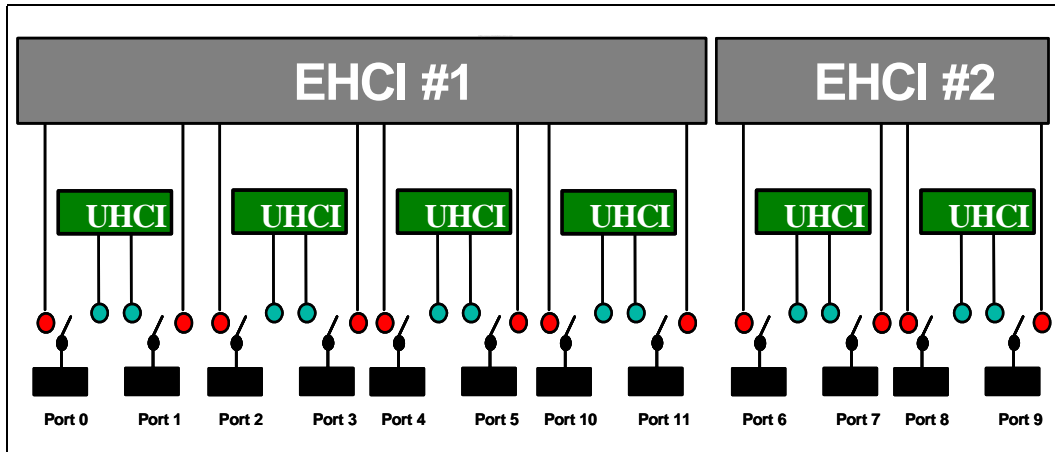 EHCI #1 EHCI #2
UHCI UHCI UHCI UHCI UHCI UHCI
Port 0 Port 1 Port 2 Port 3 Port 4 Port 5 Port 10 Port 11 Port 6 Port 7 Port 8 Port 9